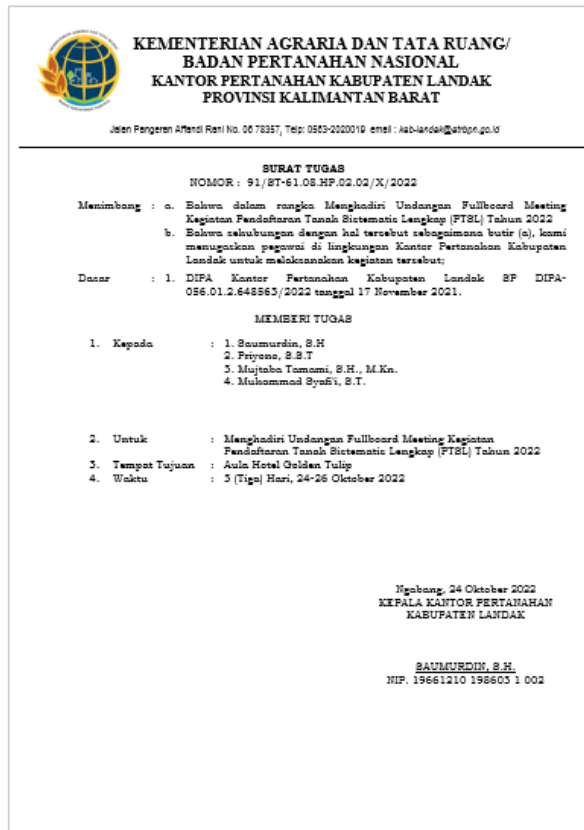 KEMENTERIAN AGRARIA DAN TATA RUANG/
BADAN PERTANAHAN NASIONAL
KANTOR PERTANAHAN KABUPATEN LANDAK
PROVINSI KALIMANTAN BARAT
Jalan Pangeran Affandi Rani No. 06 78357, Telp: 0563-2020019 email : kab-landak@atrbpn.go.id
SURAT TUGAS
NOMOR : 91/ST-61.08.HP.02.02/X/2022
Menimbang : a. Bahwa dalam rangka Menghadiri Undangan Fullboard Meeting
Kegiatan Pendaftaran Tanah Sistematis Lengkap (PTSL) Tahun 2022
b. Bahwa sehubungan dengan hal tersebut sebagaimana butir (a), kami
menugaskan pegawai di lingkungan Kantor Pertanahan Kabupaten
Landak untuk melaksanakan kegiatan tersebut;
Dasar : 1. DIPA Kantor Pertanahan Kabupaten Landak SP DIPA-
056.01.2.648563/2022 tanggal 17 November 2021.
MEMBERI TUGAS
1. Kepada : 1. Saumurdin, S.H
2. Priyono, S.S.T
3. Mujtaba Tamami, S.H., M.Kn.
4. Muhammad Syafi'i, S.T.
2. Untuk : Menghadiri Undangan Fullboard Meeting Kegiatan
Pendaftaran Tanah Sistematis Lengkap (PTSL) Tahun 2022
3. Tempat Tujuan : Aula Hotel Golden Tulip
4. Waktu : 3 (Tiga) Hari, 24-26 Oktober 2022
Ngabang, 24 Oktober 2022
KEPALA KANTOR PERTANAHAN
KABUPATEN LANDAK
SAUMURDIN, S.H.
NIP. 19661210 198603 1 002